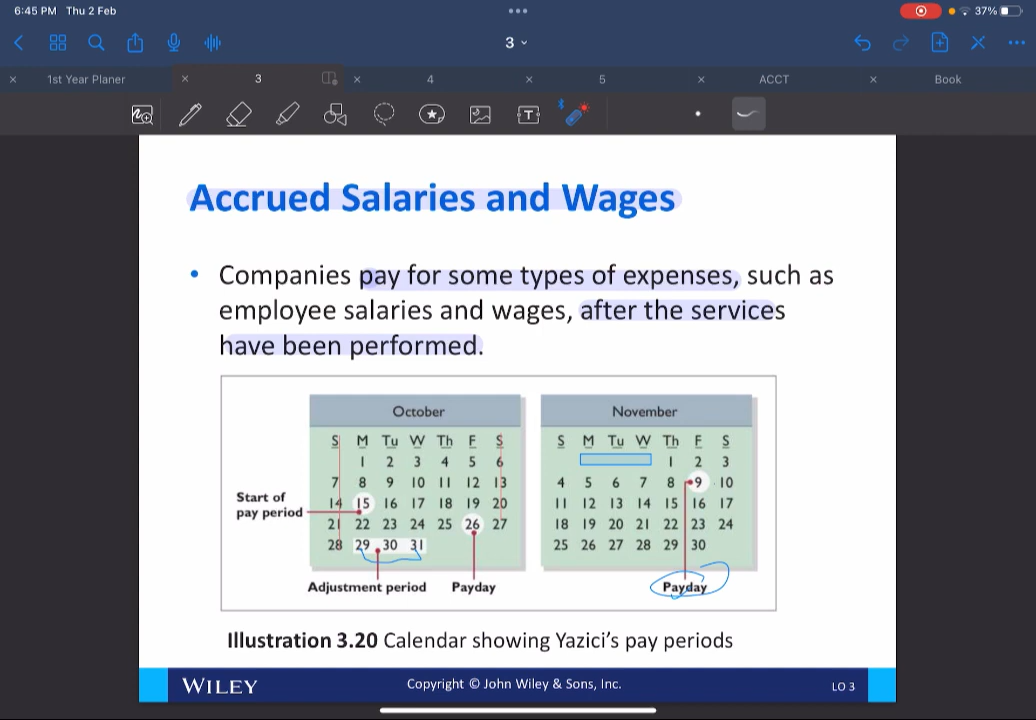 6:45 PM Thu 2 Feb
37%
3
1st Year Planer
3
4
5
ACCT
Book
Accrued Salaries and Wages
• Companies pay for some types of expenses, such as
employee salaries and wages, after the services
have been performed.
October
S M Tu W Th F S
1 2 3 4 5 6
7 8 9 10 11 12 13
14 15 16 17 18 19 20
21 22 23 24 25 26 27
28 29 30 31
Start of
pay period
Adjustment period
Payday
November
S M Tu W Th F S
1 2 3
4 5 6 7 8 9 10
11 12 13 14 15 16 17
18 19 20 21 22 23 24
25 26 27 28 29 30
Payday
Illustration 3.20 Calendar showing Yazici's pay periods
WILEY
Copyright © John Wiley & Sons, Inc.
LO 3